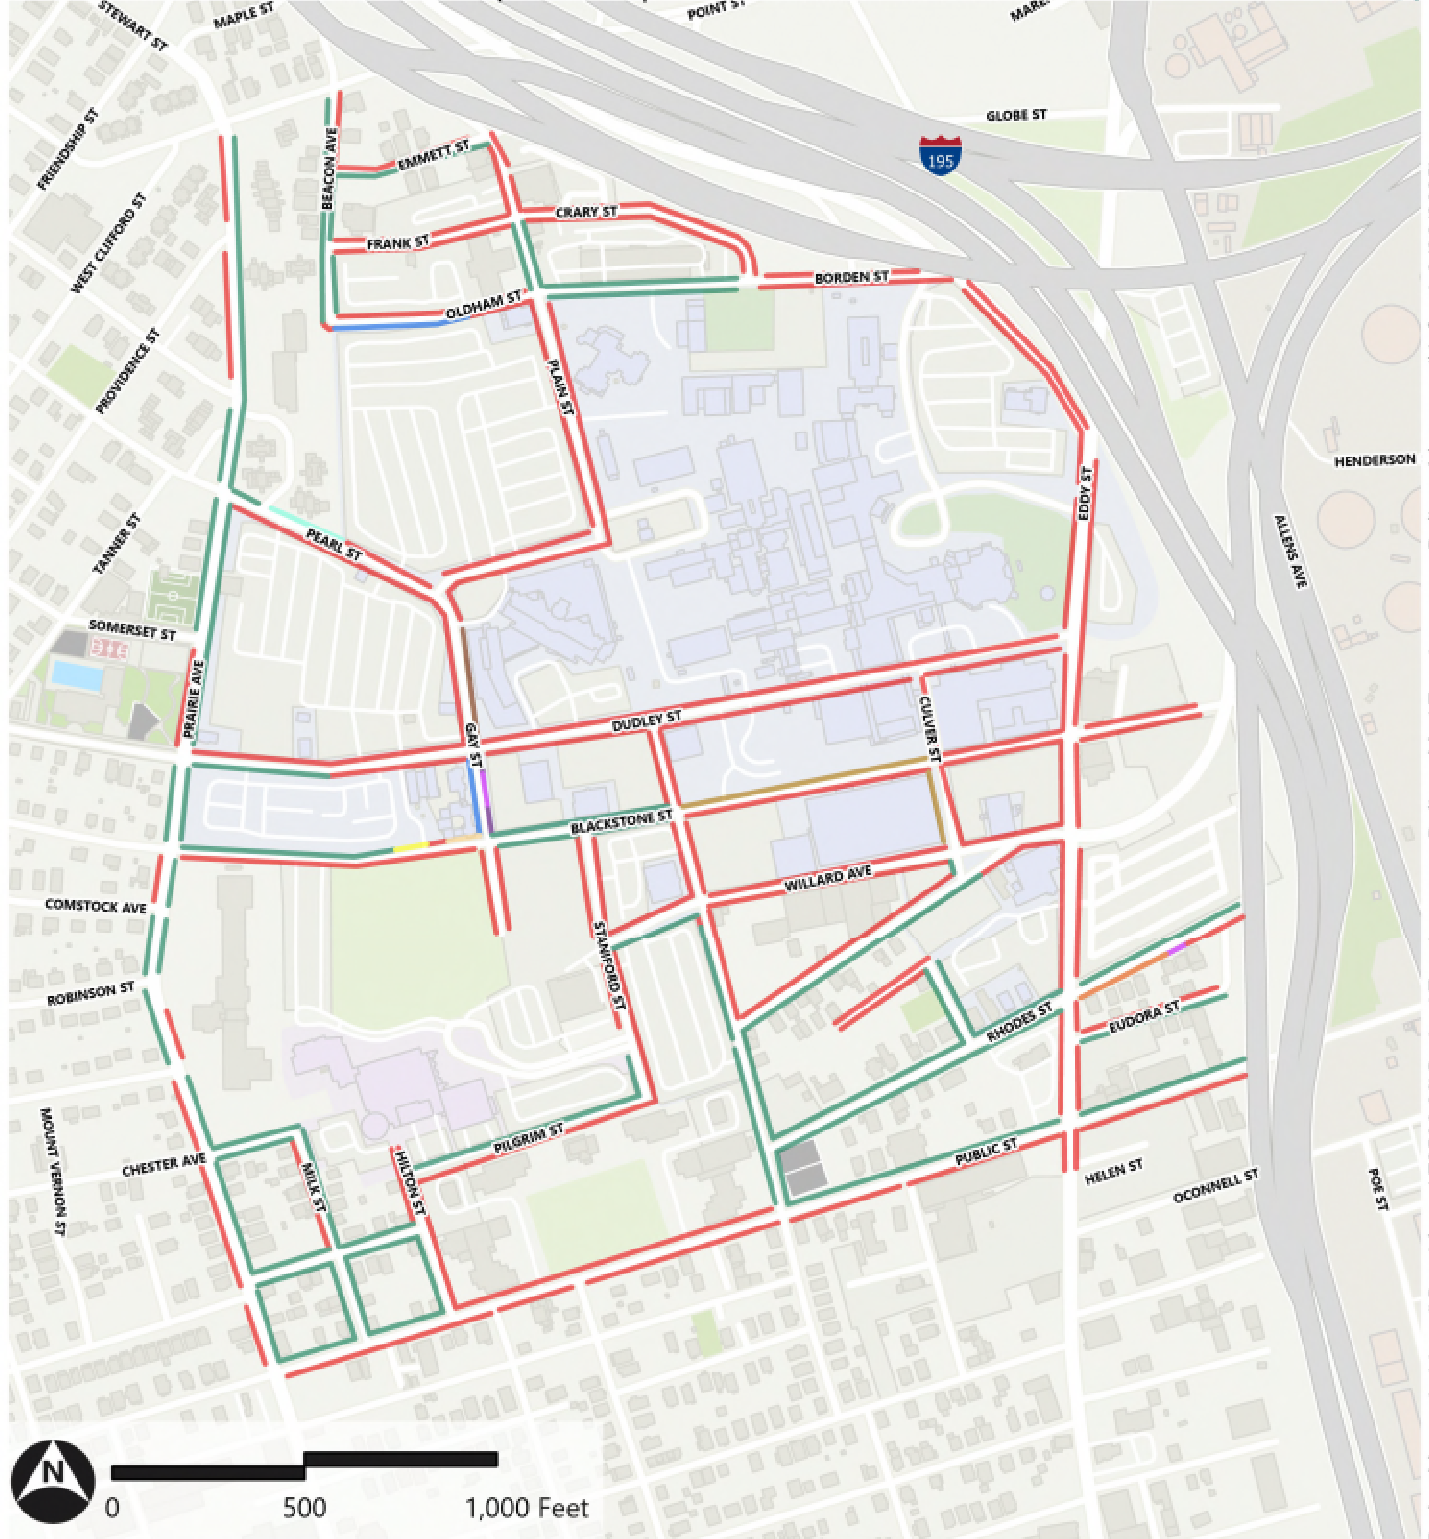 STEWART ST
MAPLE ST
POINT ST
GLOBE ST
195
FRIENDSHIP ST
BEACON AVE
EMMETT ST
WEST CLIFFORD ST
CRARY ST
FRANK ST
BORDEN ST
OLDHAM ST
PROVIDENCE ST
PLAIN ST
HENDERSON
EDDY ST
TANNER ST
PEARL ST
ALLENS AVE
SOMERSET ST
PRAIRIE AVE
GAY ST
DUDLEY ST
CULVER ST
BLACKSTONE ST
WILLARD AVE
COMSTOCK AVE
STANIFORD ST
ROBINSON ST
RHODES ST
EUDORA ST
MOUNT VERNON ST
CHESTER AVE
MILK ST
HILTON ST
PILGRIM ST
PUBLIC ST
HELEN ST
OCONNELL ST
POE ST
N
0 500 1,000 Feet